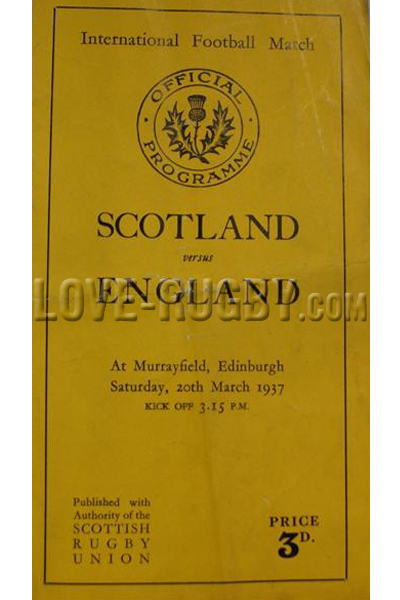 International Football Match
· OFFICIAL ·
PROGRAMME
SCOTLAND
versus
ENGLAND
LOVE-RUGBY.COM
At Murrayfield, Edinburgh
Saturday, 20th March 1937
KICK OFF 3·15 P.M.
Published with
Authority of the
SCOTTISH
RUGBY
UNION
PRICE
3D.